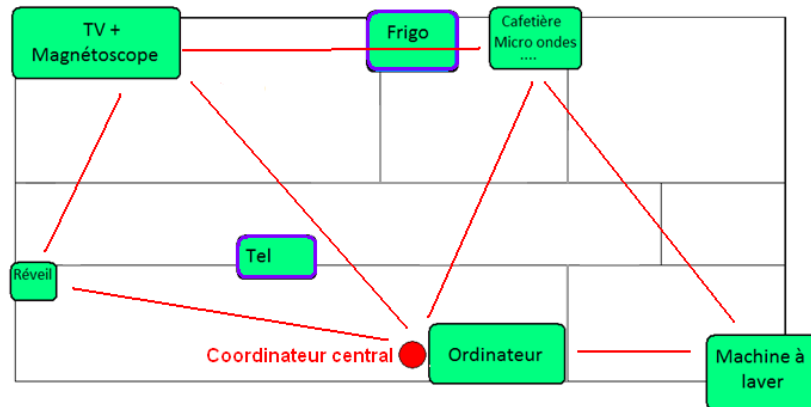 TV +
Magnétoscope
Frigo
Cafetière
Micro ondes
....
Tel
Réveil
Coordinateur central
Ordinateur
Machine à
laver